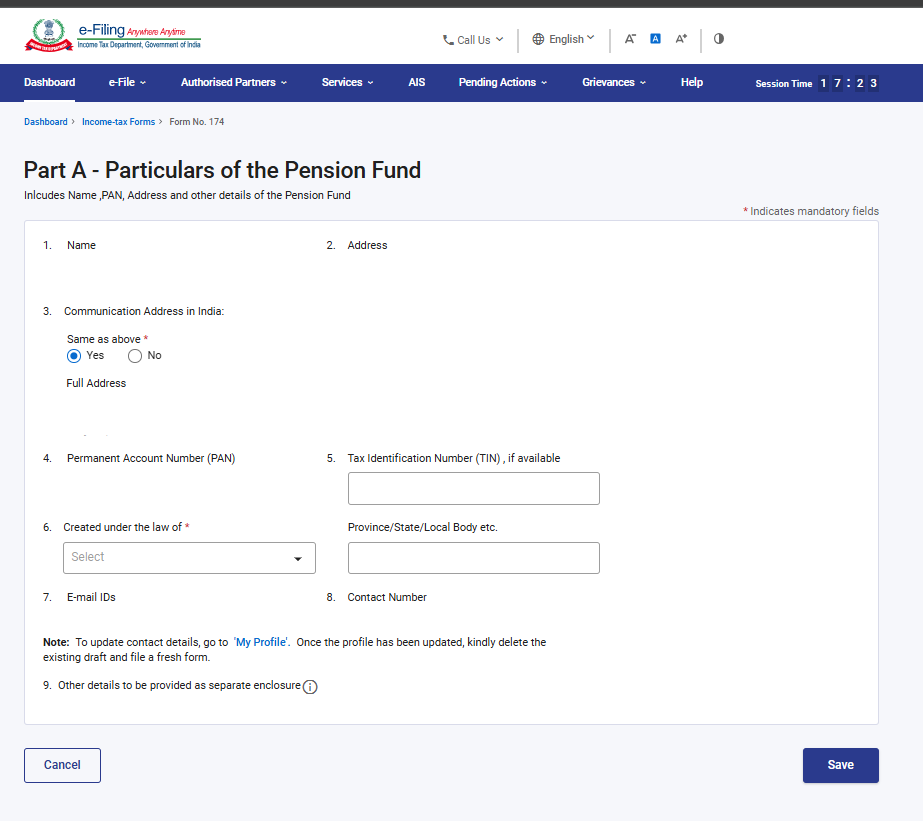 e-Filing Anywhere Anytime
Income Tax Department, Government of India
Call Us
English
A-
A
A+
Dashboard e-File Authorised Partners Services AIS Pending Actions Grievances Help Session Time 1 7 : 2 3
Dashboard > Income-tax Forms > Form No. 174
Part A - Particulars of the Pension Fund
Inlcudes Name ,PAN, Address and other details of the Pension Fund
* Indicates mandatory fields
1. Name
2. Address
3. Communication Address in India:
Same as above *
Yes No
Full Address
4. Permanent Account Number (PAN)
5. Tax Identification Number (TIN) , if available
6. Created under the law of *
Select
Province/State/Local Body etc.
7. E-mail IDs
8. Contact Number
Note: To update contact details, go to 'My Profile'. Once the profile has been updated, kindly delete the
existing draft and file a fresh form.
9. Other details to be provided as separate enclosure
Cancel
Save